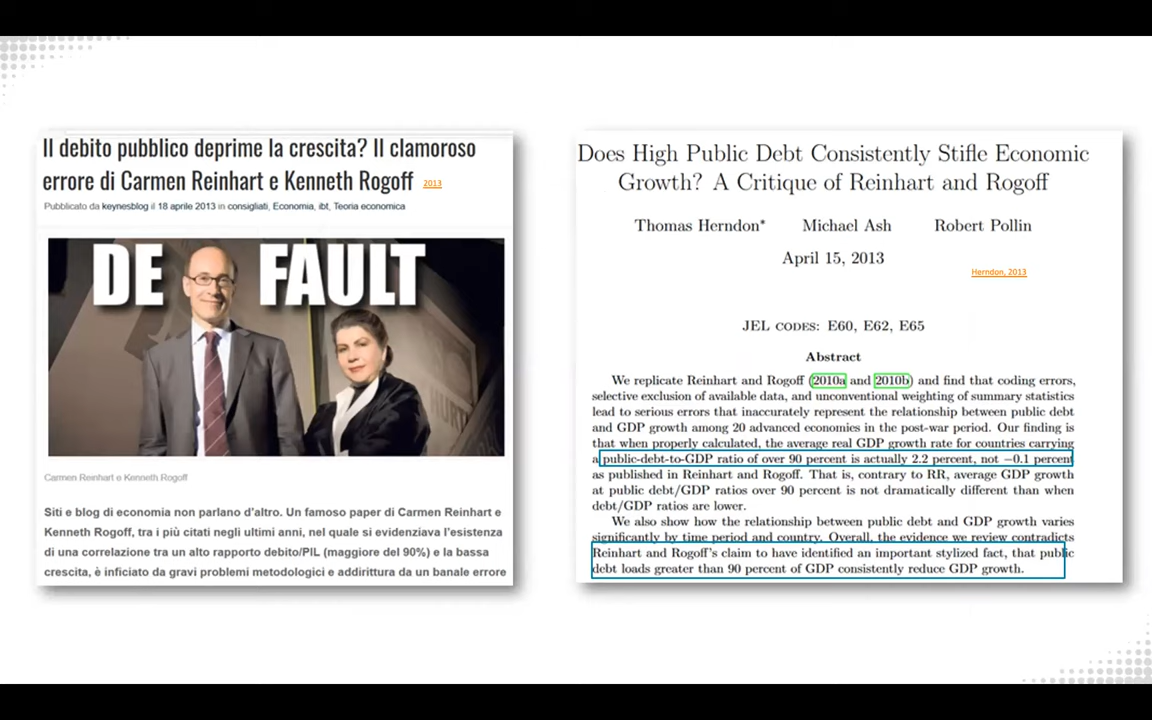 Il debito pubblico deprime la crescita? Il clamoroso
errore di Carmen Reinhart e Kenneth Rogoff 2013
Pubblicato da keynesblog il 18 aprile 2013 in consigliati, Economia, ibt, Teoria economica
DE FAULT
Carmen Reinhart e Kenneth Rogoff
Siti e blog di economia non parlano d'altro. Un famoso paper di Carmen Reinhart e
Kenneth Rogoff, tra i più citati negli ultimi anni, nel quale si evidenziava l'esistenza
di una correlazione tra un alto rapporto debito/PIL (maggiore del 90%) e la bassa
crescita, è inficiato da gravi problemi metodologici e addirittura da un banale errore
Does High Public Debt Consistently Stifle Economic
Growth? A Critique of Reinhart and Rogoff
Thomas Herndon* Michael Ash Robert Pollin
April 15, 2013
Herndon, 2013
JEL CODES: E60, E62, E65
Abstract
We replicate Reinhart and Rogoff (2010a and 2010b) and find that coding errors,
selective exclusion of available data, and unconventional weighting of summary statistics
lead to serious errors that inaccurately represent the relationship between public debt
and GDP growth among 20 advanced economies in the post-war period. Our finding is
that when properly calculated, the average real GDP growth rate for countries carrying
a public-debt-to-GDP ratio of over 90 percent is actually 2.2 percent, not −0.1 percent
as published in Reinhart and Rogoff. That is, contrary to RR, average GDP growth
at public debt/GDP ratios over 90 percent is not dramatically different than when
debt/GDP ratios are lower.
We also show how the relationship between public debt and GDP growth varies
significantly by time period and country. Overall, the evidence we review contradicts
Reinhart and Rogoff's claim to have identified an important stylized fact, that public
debt loads greater than 90 percent of GDP consistently reduce GDP growth.